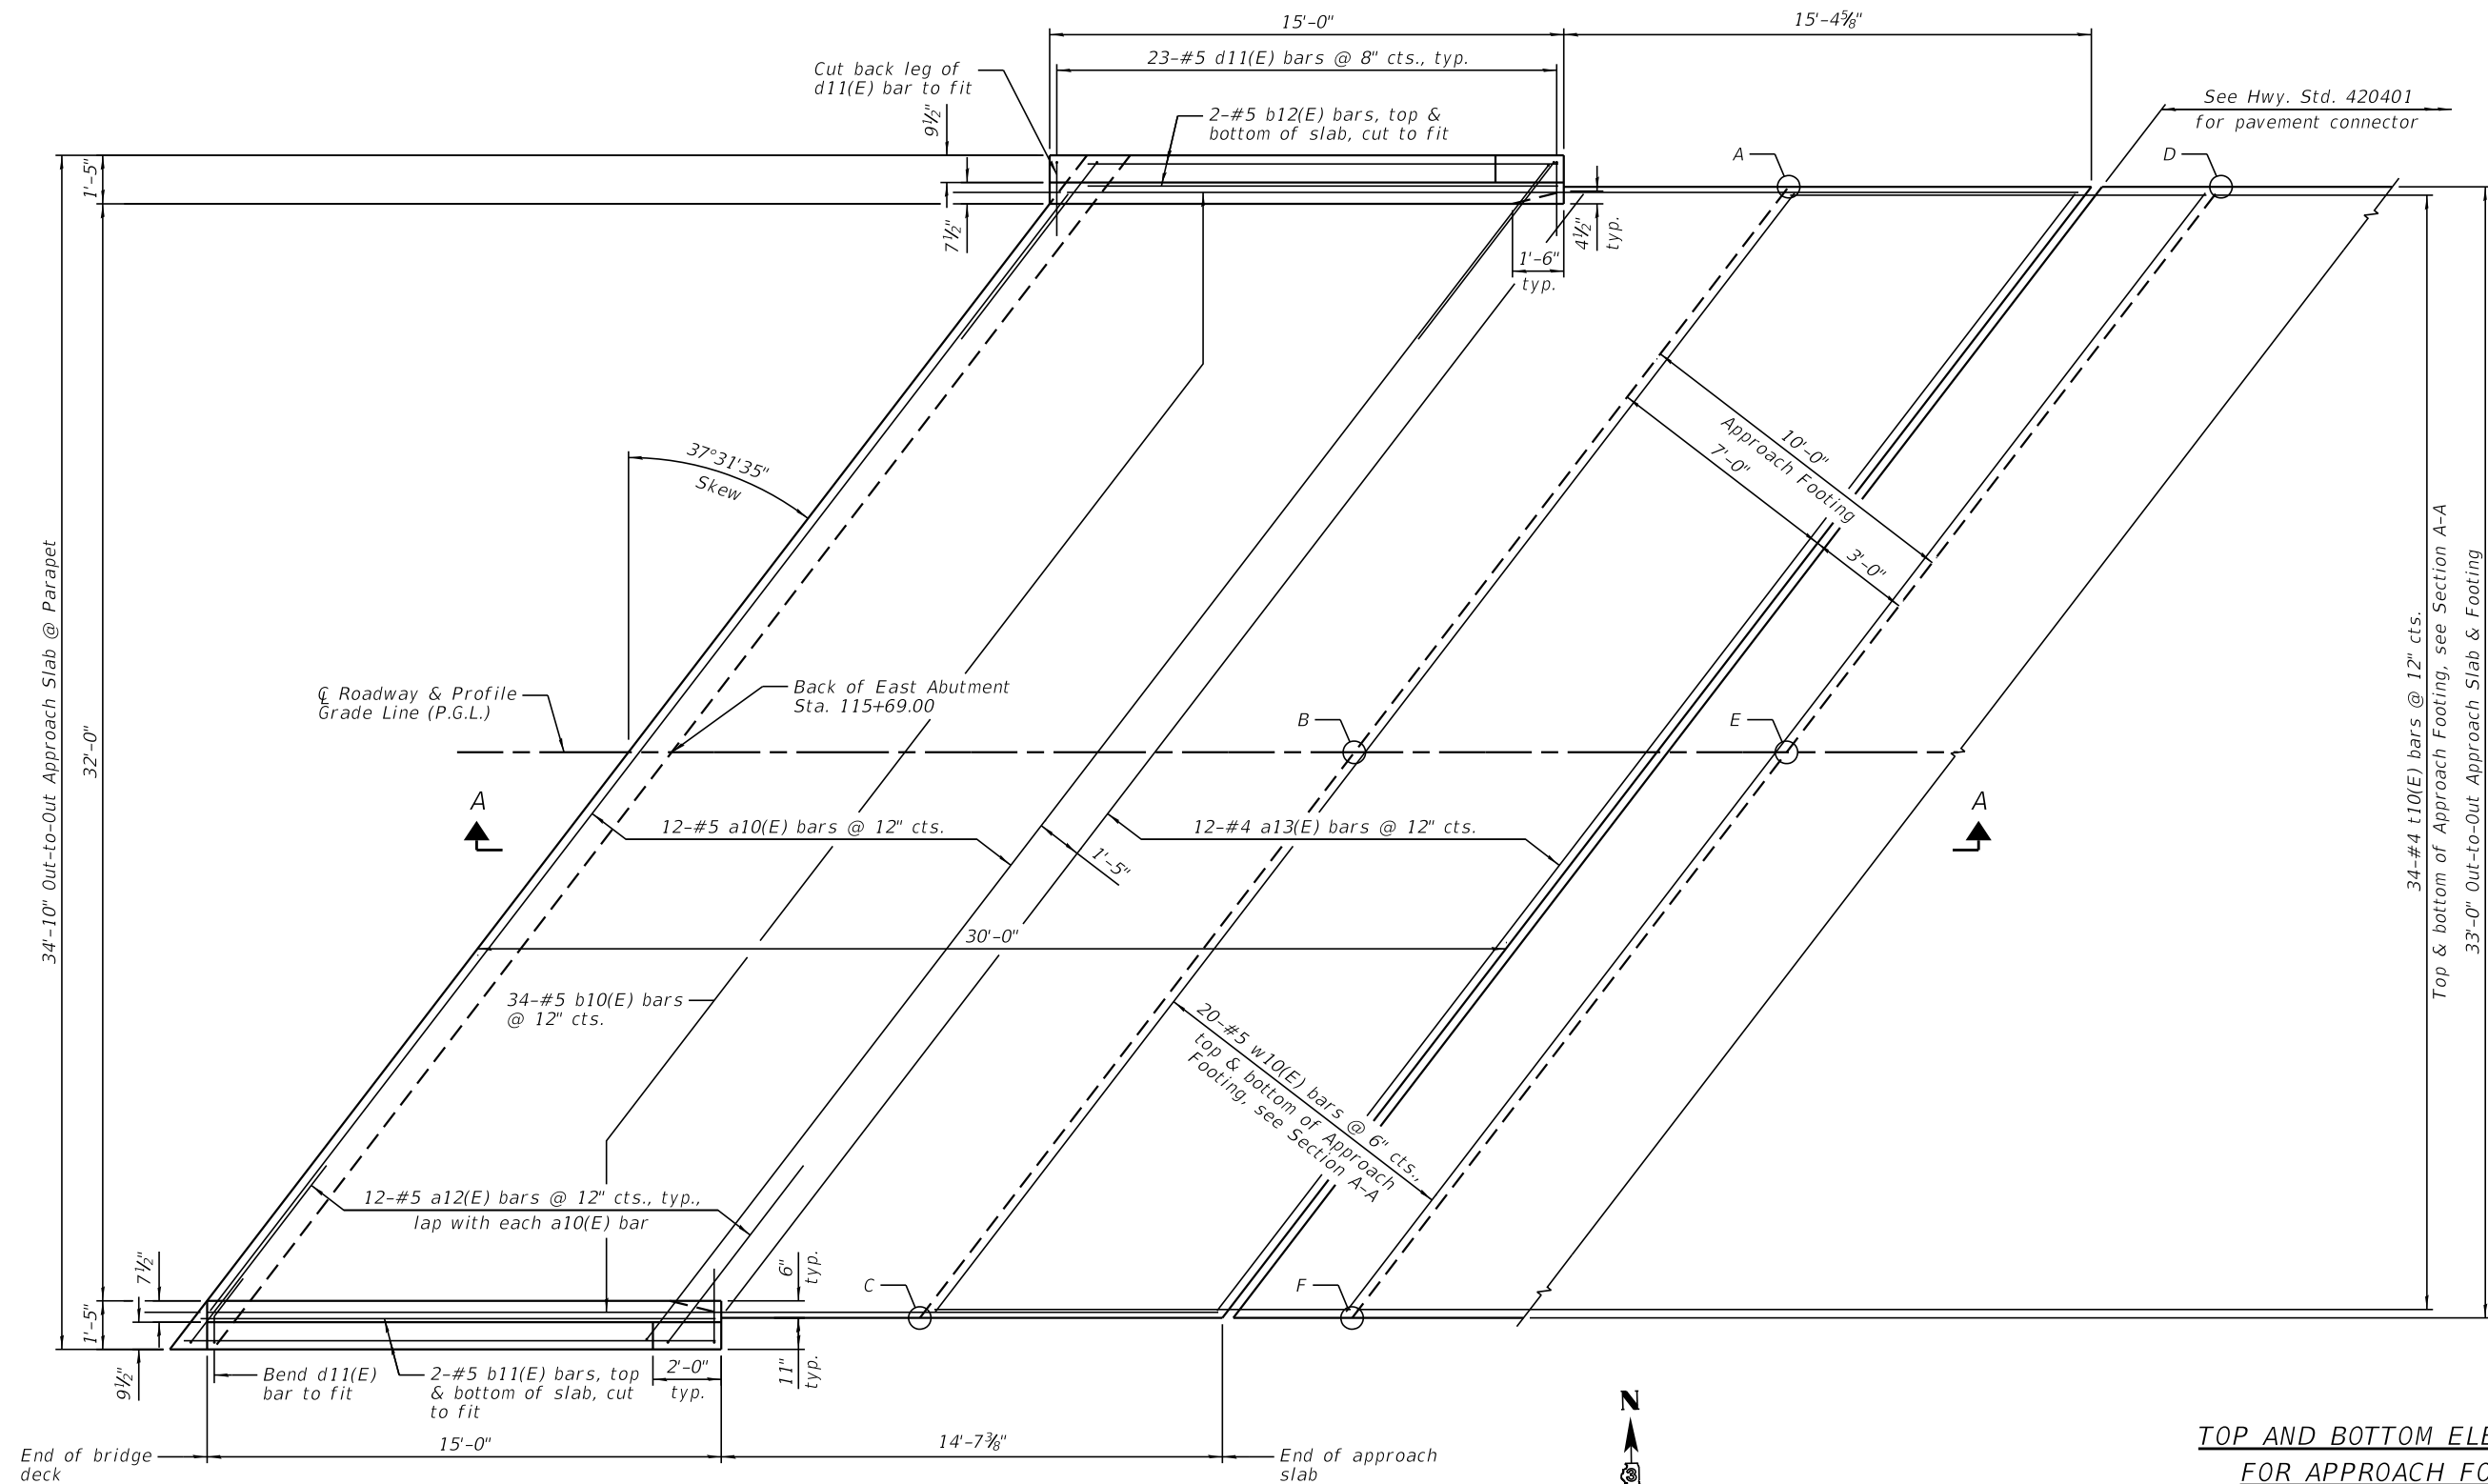 15'-0"
15'-4⅝"
23-#5 d11(E) bars @ 8" cts., typ.
Cut back leg of
d11(E) bar to fit
See Hwy. Std. 420401
for pavement connector
2-#5 b12(E) bars, top &
bottom of slab, cut to fit
9½"
A
D
1'-5"
7½"
4½"
typ.
1'-6"
typ.
37°31'35"
Skew
10'-0"
Approach Footing
7'-0"
3'-0"
34'-10" Out-to-Out Approach Slab @ Parapet
32'-0"
34-#4 t10(E) bars @ 12" cts.
Top & bottom of Approach Footing, see Section A-A
33'-0" Out-to-Out Approach Slab & Footing
℄ Roadway & Profile
Grade Line (P.G.L.)
Back of East Abutment
Sta. 115+69.00
B
E
A
A
12-#5 a10(E) bars @ 12" cts.
12-#4 a13(E) bars @ 12" cts.
1'-5"
30'-0"
34-#5 b10(E) bars
@ 12" cts.
20-#5 w10(E) bars @ 6" cts.,
top & bottom of Approach
Footing, see Section A-A
12-#5 a12(E) bars @ 12" cts., typ.,
lap with each a10(E) bar
7½"
6"
typ.
C
F
1'-5"
9½"
Bend d11(E)
bar to fit
2-#5 b11(E) bars, top
& bottom of slab, cut
to fit
2'-0"
typ.
11"
typ.
N
3
End of bridge
deck
15'-0"
14'-7⅜"
End of approach
slab
TOP AND BOTTOM ELE
FOR APPROACH FO